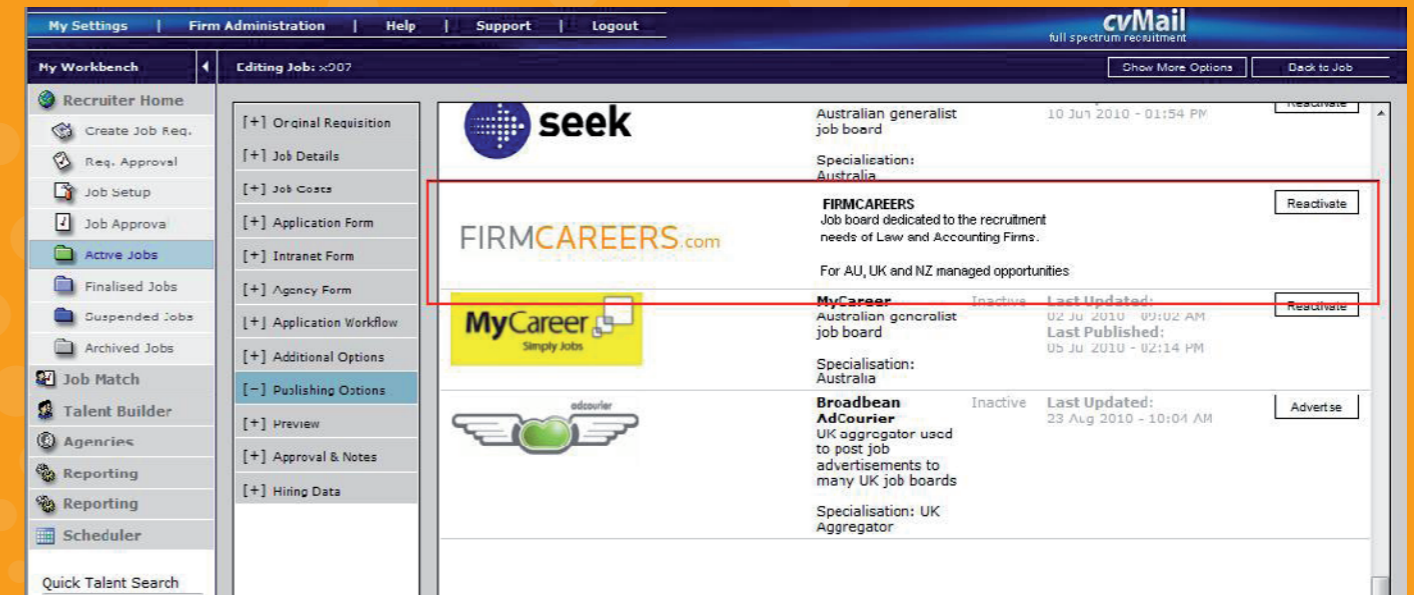 My Settings | Firm Administration | Help | Support | Logout
cvMail
full spectrum recruitment
My Workbench
Editing Job: x907
Show More Options
Back to Job
Recruiter Home
Create Job Req.
Req. Approval
Job Setup
Job Approval
Active Jobs
Finalised Jobs
Suspended Jobs
Archived Jobs
Job Match
Talent Builder
Agencies
Reporting
Reporting
Scheduler
Quick Talent Search
[+] Orginal Requisition
[+] Job Details
[+] Job Costs
[+] Application Form
[+] Intranet Form
[+] Agency Form
[+] Application Workflow
[+] Additional Options
[−] Publishing Options
[+] Preview
[+] Approval & Notes
[+] Hiring Data
seek
Australian generalist
job board
Specialisation:
Australia
10 Jun 2010 - 01:54 PM
Reactivate
FIRMCAREERS.com
FIRMCAREERS
Job board dedicated to the recruitment
needs of Law and Accounting Firms.
For AU, UK and NZ managed opportunities
Reactivate
MyCareer
Simply Jobs
MyCareer
Australian generalist
job board
Specialisation:
Australia
Inactive
Last Updated:
02 Jul 2010 - 09:02 AM
Last Published:
05 Jul 2010 - 02:14 PM
Reactivate
adcourier
Broadbean
AdCourier
UK aggregator used
to post job
advertisements to
many UK job boards
Specialisation: UK
Aggregator
Inactive
Last Updated:
23 Aug 2010 - 10:04 AM
Advertise